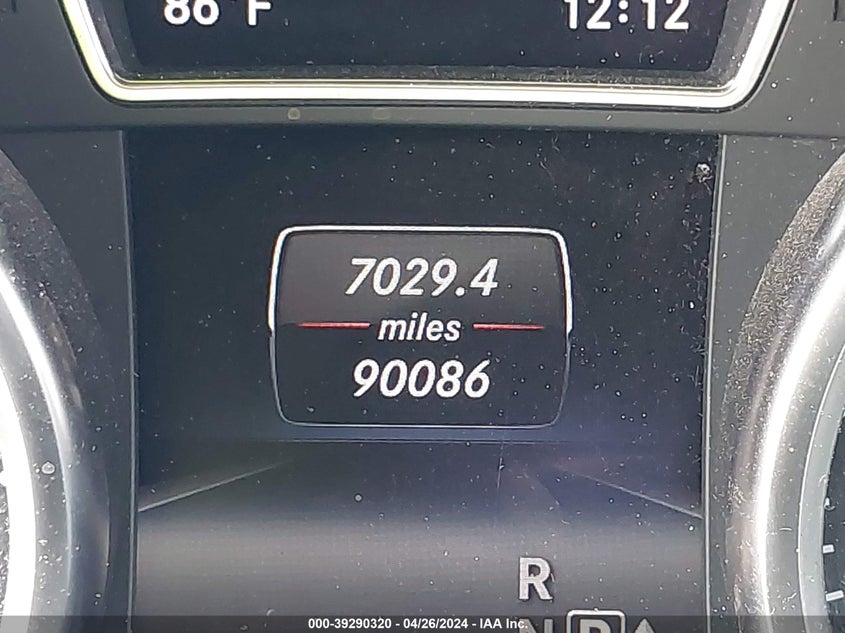 86°F 12:12
7029.4
miles
90086
R
N D
000-39290320 / 04/26/2024 - IAA Inc.